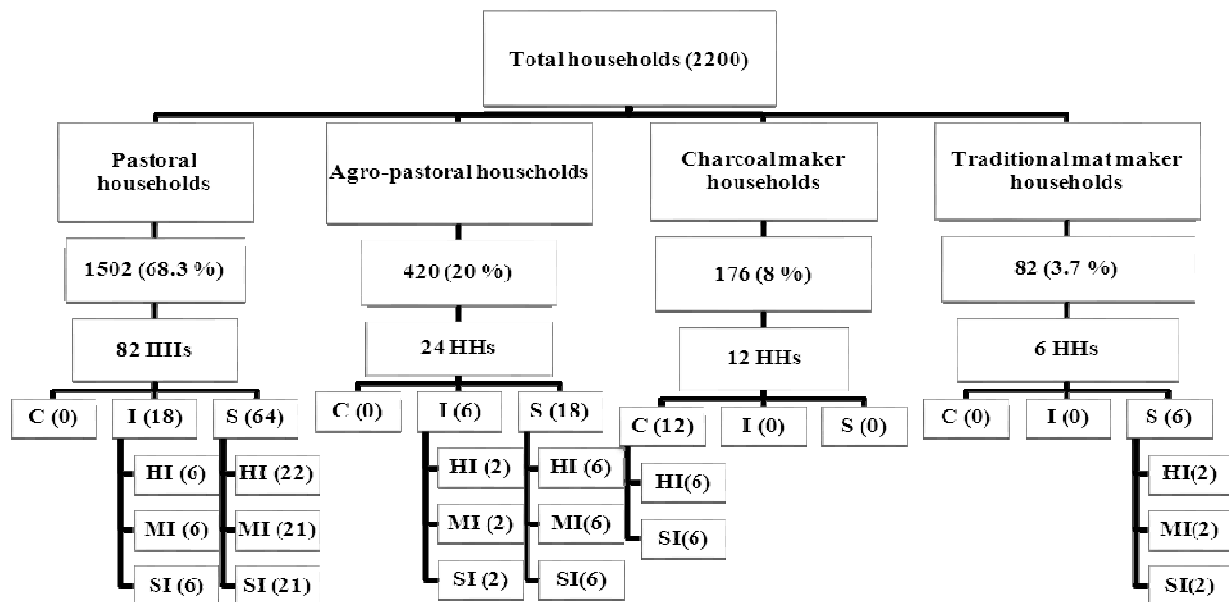 Total households (2200)
Pastoral
households
Agro-pastoral households
Charcoal maker
households
Traditional mat maker
households
1502 (68.3 %)
420 (20 %)
176 (8 %)
82 (3.7 %)
82 HHs
24 HHs
12 HHs
6 HHs
C (0)
I (18)
S (64)
C (0)
I (6)
S (18)
C (12)
I (0)
S (0)
C (0)
I (0)
S (6)
HI (6)
HI (22)
HI (2)
HI (6)
HI(6)
HI(2)
MI (6)
MI (21)
MI (2)
MI(6)
SI(6)
MI(2)
SI (6)
SI (21)
SI (2)
SI(6)
SI(2)